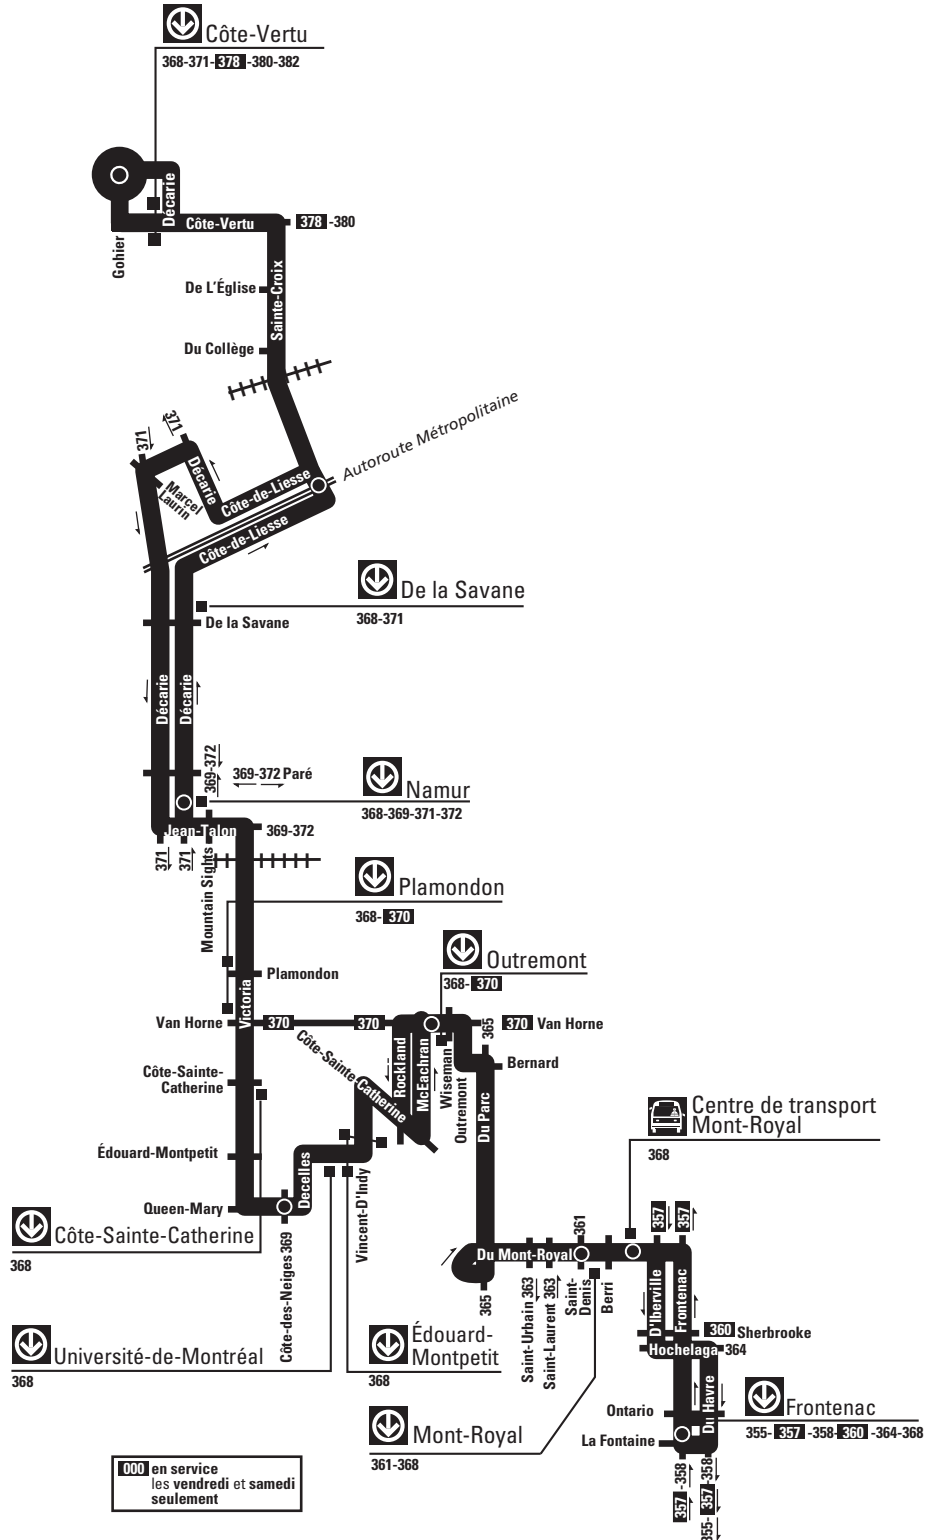 Côte-Vertu
368-371- 378 -380-382
Décarie
Côte-Vertu
378 -380
Gohier
Sainte-Croix
De L'Église
Du Collège
Autoroute Métropolitaine
371
371
Décarie
Marcel
Laurin
Côte-de-Liesse
Côte-de-Liesse
De la Savane
368-371
De la Savane
Décarie
Décarie
369-372
369-372 Paré
Namur
368-369-371-372
Jean-Talon
369-372
371
371
Mountain Sights
Plamondon
368- 370
Outremont
368- 370
Plamondon
Victoria
Van Horne
370
370
365
370 Van Horne
Côte-Sainte-Catherine
Rockland
McEachran
Wiseman
Outremont
Bernard
Du Parc
Côte-Sainte-
Catherine
Centre de transport
Mont-Royal
368
Édouard-Montpetit
Decelles
Vincent-D'Indy
Queen-Mary
Côte-Sainte-Catherine
368
Côte-des-Neiges 369
357
357
361
Du Mont-Royal
365
Saint-Urbain 363
Saint-Laurent 363
Saint-
Denis
Berri
D'Iberville
Frontenac
360 Sherbrooke
Hochelaga 364
Université-de-Montréal
368
Édouard-
Montpetit
368
Mont-Royal
361-368
Ontario
Du Havre
La Fontaine
Frontenac
355- 357 -358- 360 -364-368
357 -358
355- 357 -358
000 en service
les vendredi et samedi
seulement